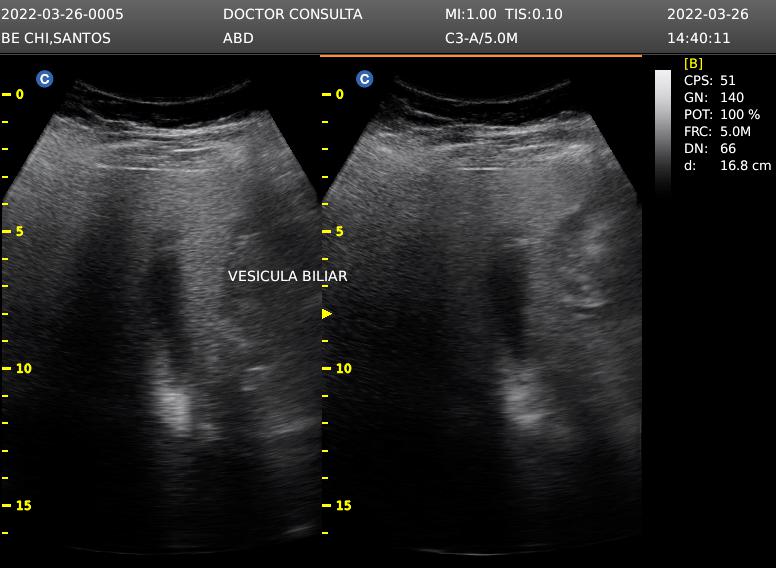 2022-03-26-0005 DOCTOR CONSULTA MI:1.00 TIS:0.10 2022-03-26
BE CHI,SANTOS ABD C3-A/5.0M 14:40:11
[B]
C C
0 0
CPS: 51
GN: 140
POT: 100 %
FRC: 5.0M
DN: 66
d: 16.8 cm
5 5
VESICULA BILIAR
10 10
15 15